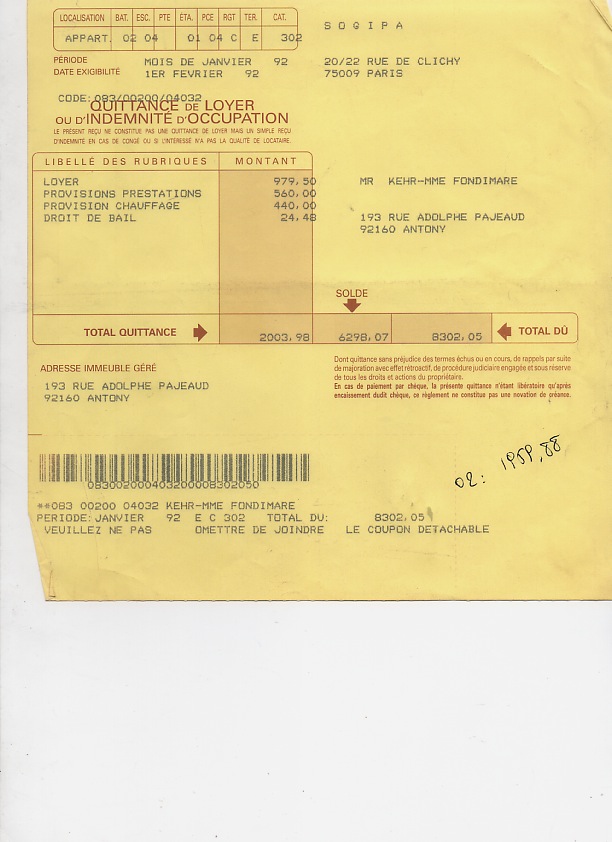 LOCALISATION BAT. ESC. PTE ÉTA. PCE RGT TER. CAT.
APPART. 02 04 01 04 C E 302
S O G I P A
PÉRIODE MOIS DE JANVIER 92 20/22 RUE DE CLICHY
DATE EXIGIBILITÉ 1ER FEVRIER 92 75009 PARIS
CODE: 083/00200/04032
QUITTANCE DE LOYER
OU D'INDEMNITÉ D'OCCUPATION
LE PRÉSENT REÇU NE CONSTITUE PAS UNE QUITTANCE DE LOYER MAIS UN SIMPLE REÇU
D'INDEMNITÉ EN CAS DE CONGÉ OU SI L'INTÉRESSÉ N'A PAS LA QUALITÉ DE LOCATAIRE.
LIBELLÉ DES RUBRIQUES MONTANT
LOYER 979,50 MR KEHR-MME FONDIMARE
PROVISIONS PRESTATIONS 560,00
PROVISION CHAUFFAGE 440,00
DROIT DE BAIL 24,48 193 RUE ADOLPHE PAJEAUD
92160 ANTONY
SOLDE
TOTAL QUITTANCE 2003,98 6298,07 8302,05 TOTAL DÛ
ADRESSE IMMEUBLE GÉRÉ
193 RUE ADOLPHE PAJEAUD
92160 ANTONY
Dont quittance sans préjudice des termes échus ou en cours, de rappels par suite
de majoration avec effet rétroactif, de procédure judiciaire engagée et sous réserve
de tous les droits et actions du propriétaire.
En cas de paiement par chèque, la présente quittance n'étant libératoire qu'après
encaissement dudit chèque, ce règlement ne constitue pas une novation de créance.
02: 1959,88
083002000403200008302050
**083 00200 04032 KEHR-MME FONDIMARE
PERIODE: JANVIER 92 E C 302 TOTAL DU: 8302,05
VEUILLEZ NE PAS OMETTRE DE JOINDRE LE COUPON DETACHABLE